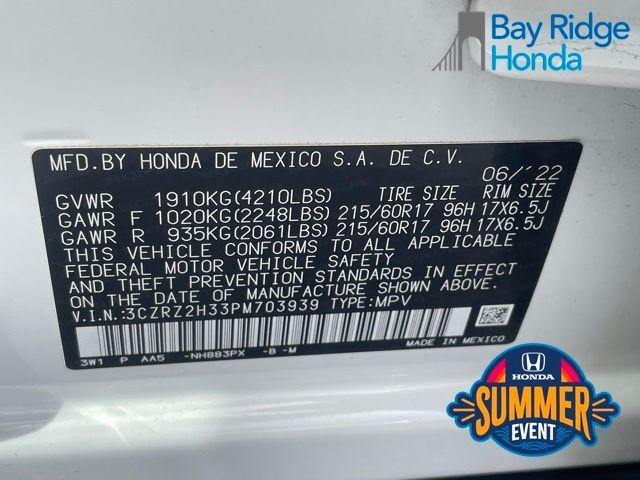 Bay Ridge
Honda
MFD.BY HONDA DE MEXICO S.A. DE C.V. 06/'22
GVWR 1910KG(4210LBS) TIRE SIZE RIM SIZE
GAWR F 1020KG(2248LBS) 215/60R17 96H 17X6.5J
GAWR R 935KG(2061LBS) 215/60R17 96H 17X6.5J
THIS VEHICLE CONFORMS TO ALL APPLICABLE
FEDERAL MOTOR VEHICLE SAFETY
AND THEFT PREVENTION STANDARDS IN EFFECT
ON THE DATE OF MANUFACTURE SHOWN ABOVE.
V.I.N.:3CZRZ2H33PM703939 TYPE:MPV
3W1 P AA5 -NH883PX -B -M
MADE IN MEXICO
HONDA
SUMMER
EVENT